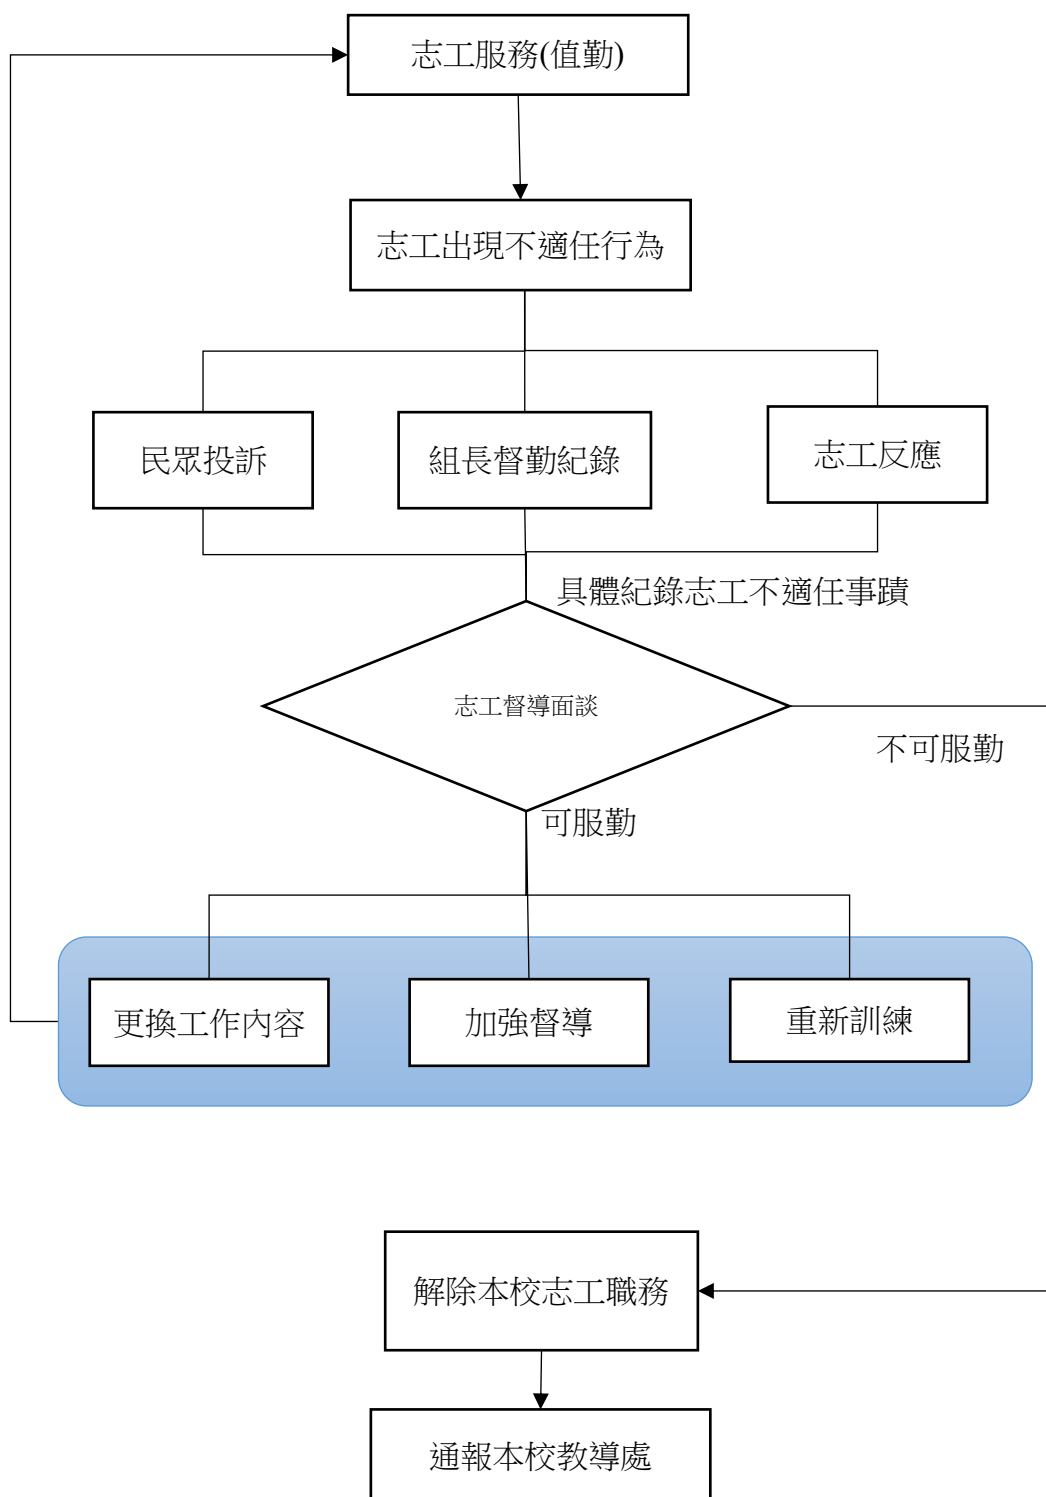 志工服務(值勤)
志工出現不適任行為
民眾投訴
組長督勤紀錄
志工反應
具體紀錄志工不適任事蹟
志工督導面談
不可服勤
可服勤
更換工作內容
加強督導
重新訓練
解除本校志工職務
通報本校教導處